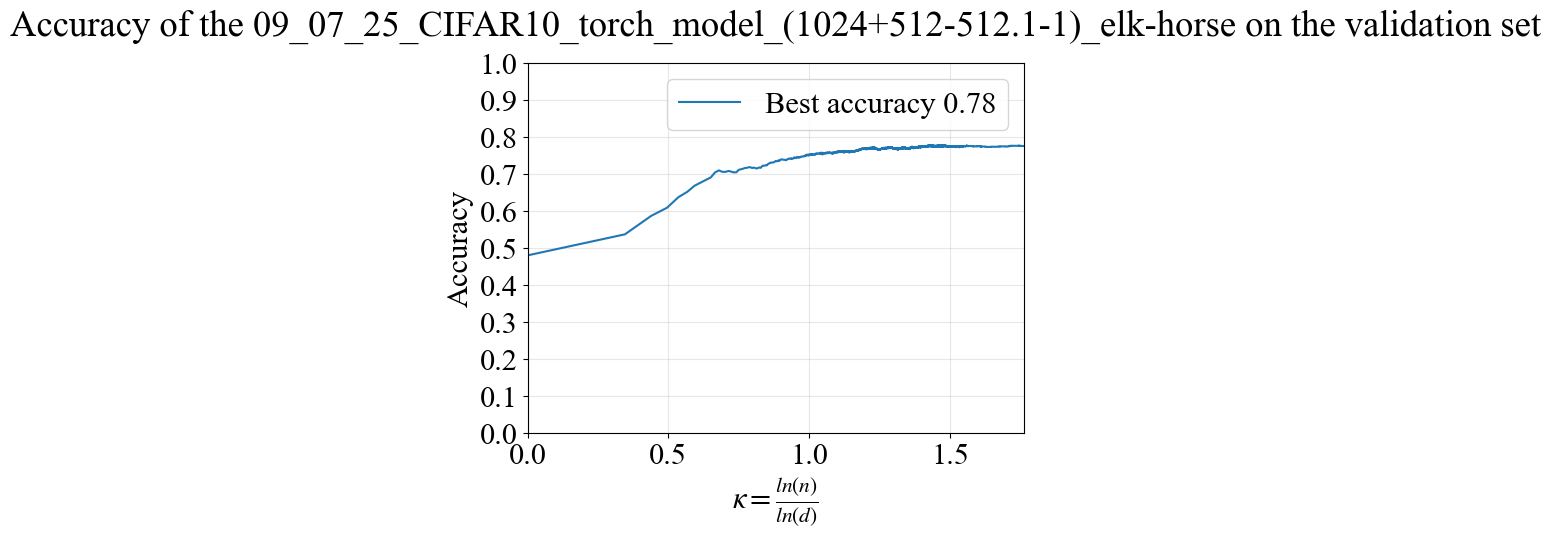 Accuracy of the 09_07_25_CIFAR10_torch_model_(1024+512-512.1-1)_elk-horse on the validation set
1.0
0.9
0.8
0.7
0.6
0.5
0.4
0.3
0.2
0.1
0.0
Accuracy
Best accuracy 0.78
0.0 0.5 1.0 1.5
κ = ln(n) / ln(d)